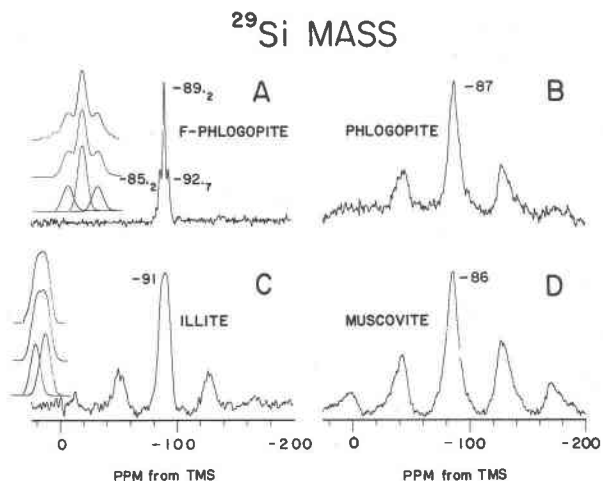 ²⁹Si MASS
A
-89.₂
F-PHLOGOPITE
-85.₂
-92.₇
B
-87
PHLOGOPITE
C
-91
ILLITE
D
-86
MUSCOVITE
0 -100 -200
PPM from TMS
0 -100 -200
PPM from TMS